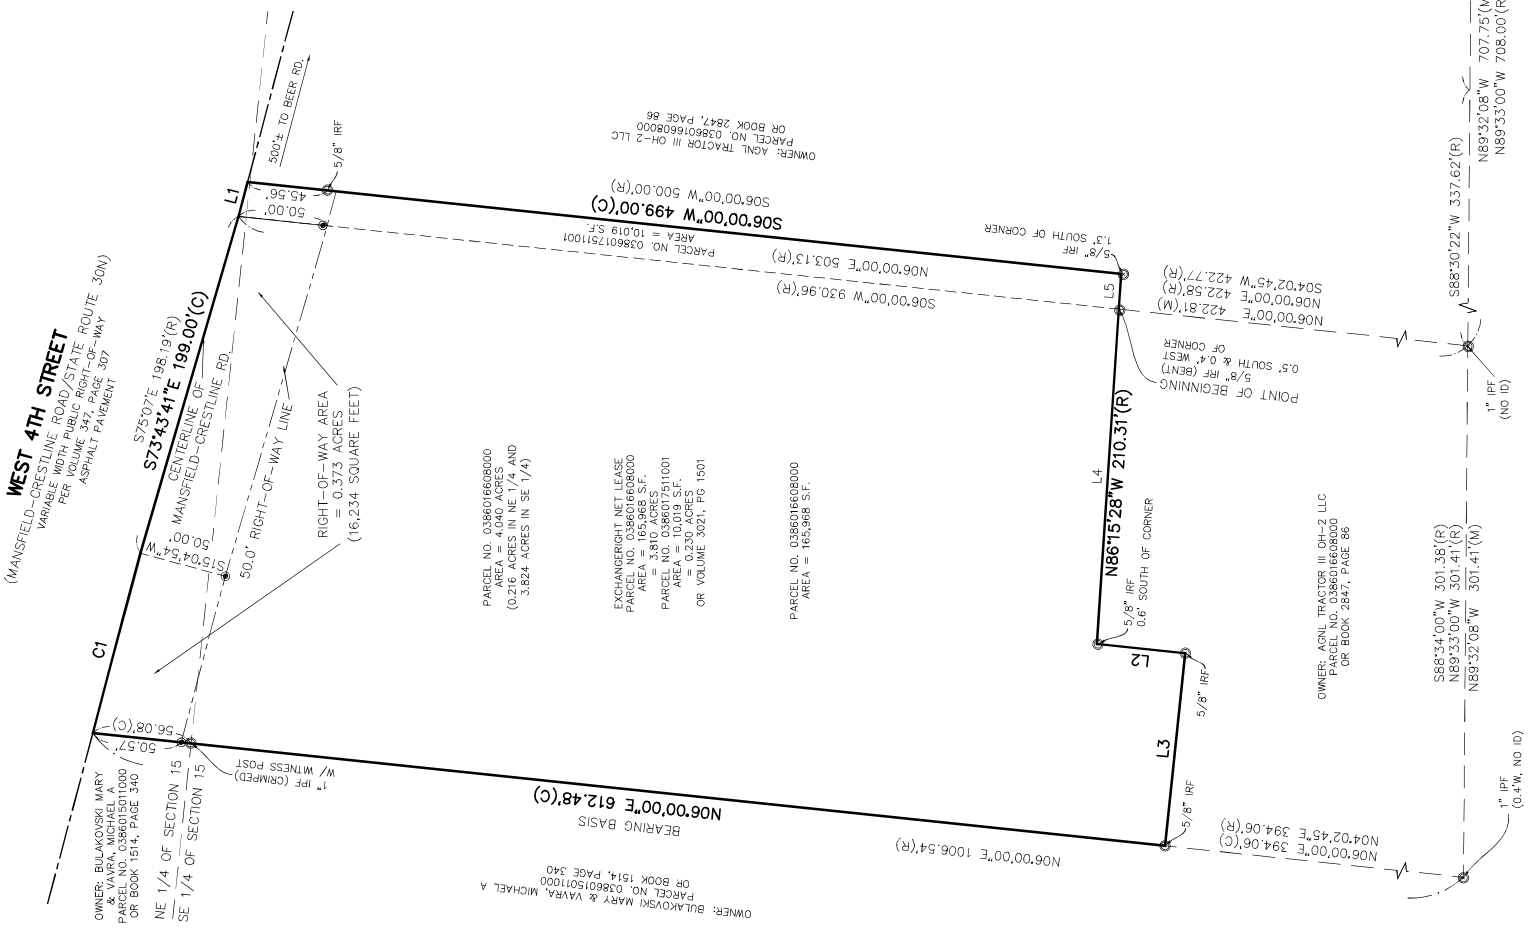 WEST 4TH STREET
(MANSFIELD-CRESTLINE ROAD/STATE ROUTE 30N)
VARIABLE WIDTH PUBLIC RIGHT-OF-WAY
PER VOLUME 347, PAGE 307
ASPHALT PAVEMENT
S75°07'E 198.19'(R)
S73°43'41"E 199.00'(C)
CENTERLINE OF
MANSFIELD-CRESTLINE RD.
C1
L1
500'± TO BEER RD.
45.56'
50.00'
5/8" IRF
S15°04'54"W
50.00'
50.0' RIGHT-OF-WAY LINE
RIGHT-OF-WAY AREA
= 0.373 ACRES
(16,234 SQUARE FEET)
OWNER: AGNL TRACTOR III OH-2 LLC
PARCEL NO. 0386016608000
OR BOOK 2847, PAGE 86
S06°00'00"W 500.00'(R)
S06°00'00"W 499.00'(C)
PARCEL NO. 0386017511001
AREA = 10,019 S.F.
N06°00'00"E 503.13'(R)
S06°00'00"W 930.96'(R)
5/8" IRF
1.3' SOUTH OF CORNER
L5
S04°02'45"W 422.77'(R)
N06°00'00"E 422.58'(R)
N06°00'00"E 422.81'(M)
POINT OF BEGINNING
5/8" IRF (BENT)
0.5' SOUTH & 0.4' WEST
OF CORNER
L4
N86°15'28"W 210.31'(R)
5/8" IRF
0.6' SOUTH OF CORNER
L2
5/8" IRF
L3
5/8" IRF
PARCEL NO. 0386016608000
AREA = 4.040 ACRES
(0.216 ACRES IN NE 1/4 AND
3.824 ACRES IN SE 1/4)
EXCHANGERIGHT NET LEASE
PARCEL NO. 0386016608000
AREA = 165,968 S.F.
= 3.810 ACRES
PARCEL NO. 0386017511001
AREA = 10,019 S.F.
= 0.230 ACRES
OR VOLUME 3021, PG 1501
PARCEL NO. 0386016608000
AREA = 165,968 S.F.
OWNER: AGNL TRACTOR III OH-2 LLC
PARCEL NO. 0386016608000
OR BOOK 2847, PAGE 86
S88°30'22"W 337.62'(R)
N89°32'08"W 707.75'(M)
N89°33'00"W 708.00'(R)
1" IPF
(NO ID)
S88°34'00"W 301.38'(R)
N89°33'00"W 301.41'(R)
N89°32'08"W 301.41'(M)
1" IPF
(0.4'W, NO ID)
N04°02'45"E 394.06'(R)
N06°00'00"E 394.06'(C)
56.08'(C)
50.57'
1" IPF (CRIMPED)
W/ WITNESS POST
OWNER: BULAKOVSKI MARY
& VAVRA, MICHAEL A
PARCEL NO. 0386015011000
OR BOOK 1514, PAGE 340
NE 1/4 OF SECTION 15
SE 1/4 OF SECTION 15
N06°00'00"E 612.48'(C)
BEARING BASIS
N06°00'00"E 1006.54'(R)
OWNER: BULAKOVSKI MARY & VAVRA, MICHAEL A
PARCEL NO. 0386015011000
OR BOOK 1514, PAGE 340